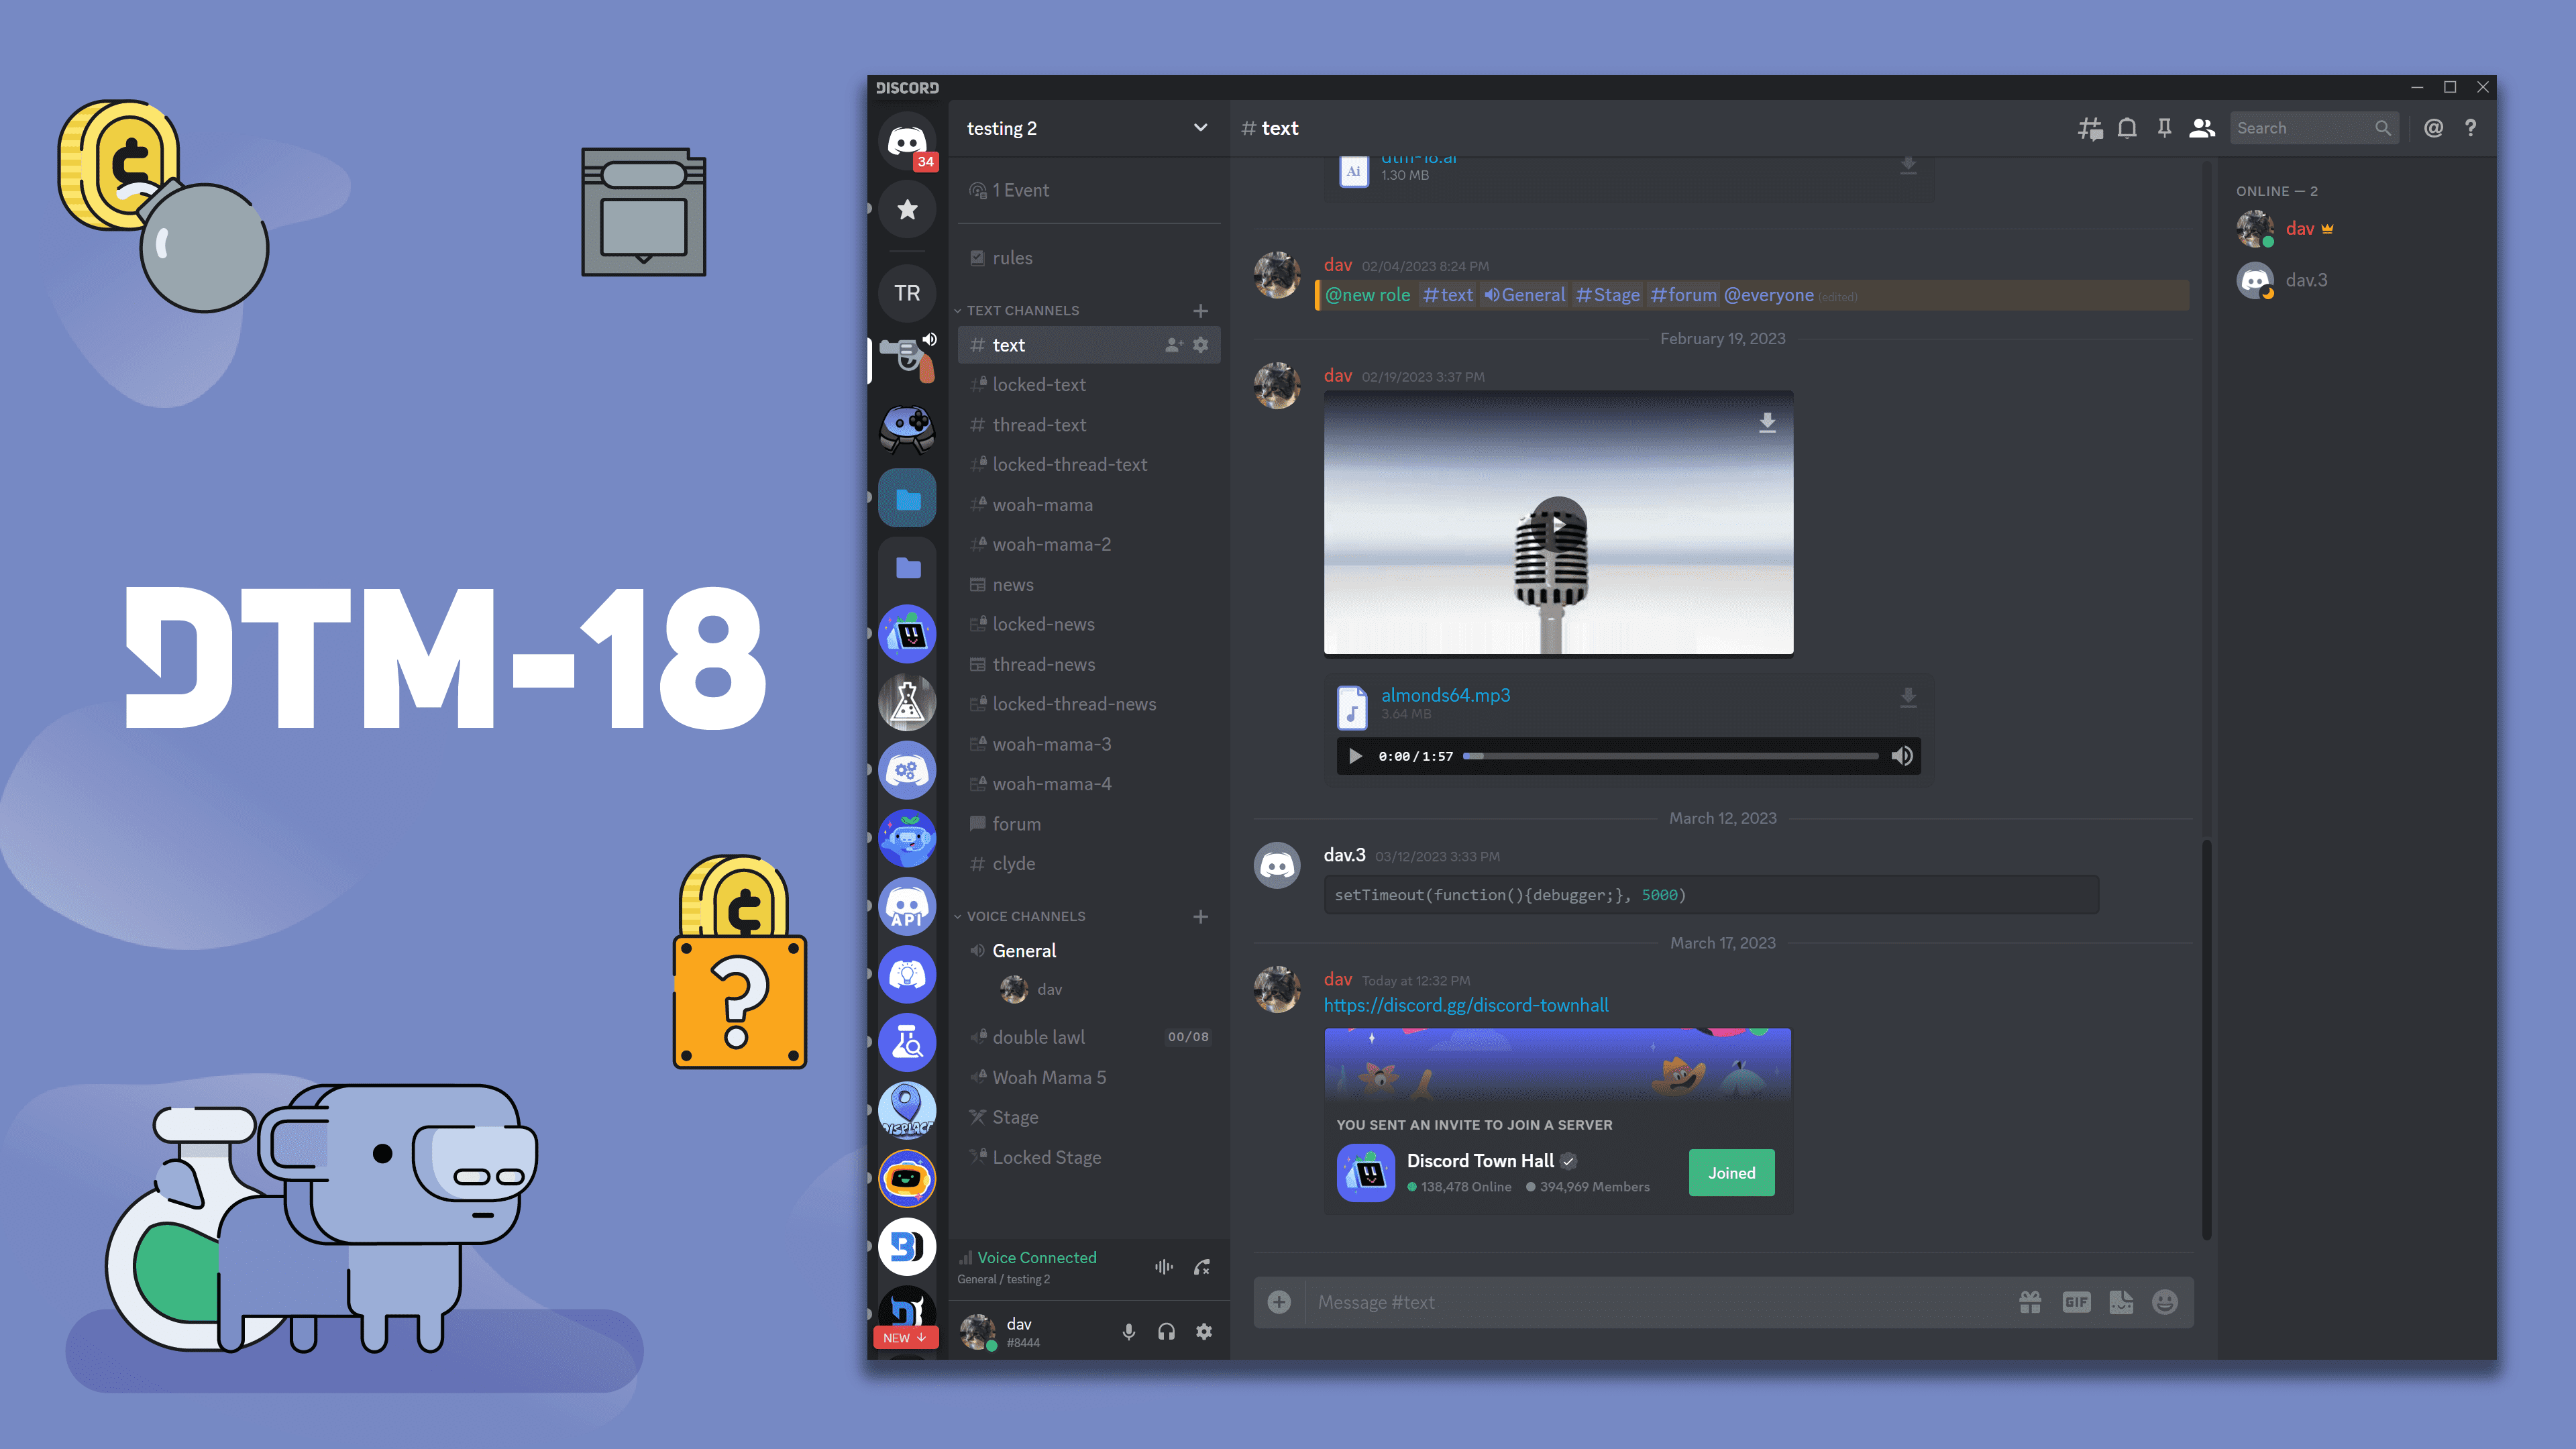 DTM-18
DISCORD
34
TR
API
DISPLACE
NEW
testing 2
1 Event
rules
TEXT CHANNELS
text
locked-text
thread-text
locked-thread-text
woah-mama
woah-mama-2
news
locked-news
thread-news
locked-thread-news
woah-mama-3
woah-mama-4
forum
clyde
VOICE CHANNELS
General
dav
double lawl 00/08
Woah Mama 5
Stage
Locked Stage
Voice Connected
General / testing 2
dav
#8444
# text
Search
@ ?
dtm-18.ai
Ai
1.30 MB
dav 02/04/2023 8:24 PM
@new role #text General #Stage #forum @everyone (edited)
February 19, 2023
dav 02/19/2023 3:37 PM
almonds64.mp3
3.64 MB
0:00 / 1:57
March 12, 2023
dav.3 03/12/2023 3:33 PM
setTimeout(function(){debugger;}, 5000)
March 17, 2023
dav Today at 12:32 PM
https://discord.gg/discord-townhall
YOU SENT AN INVITE TO JOIN A SERVER
Discord Town Hall
138,478 Online 394,969 Members
Joined
Message #text
GIF
ONLINE — 2
dav
dav.3
?